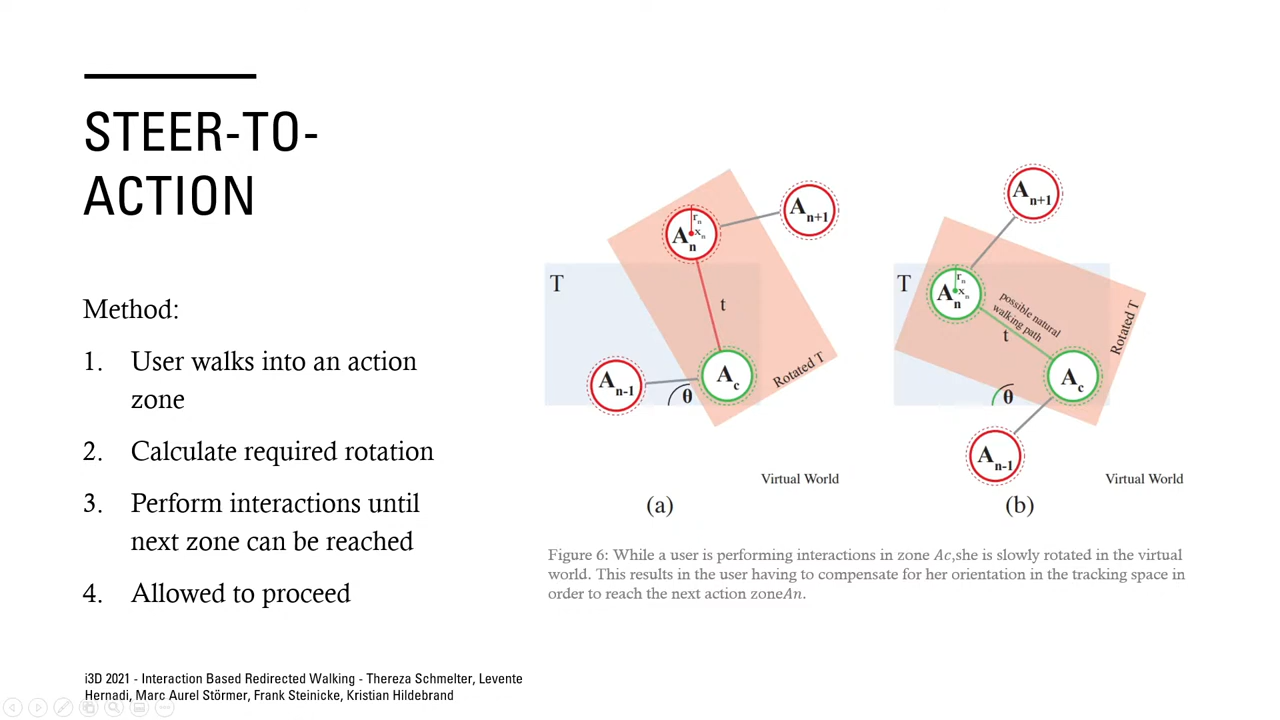 STEER-TO-
ACTION
Method:
1. User walks into an action
zone
2. Calculate required rotation
3. Perform interactions until
next zone can be reached
4. Allowed to proceed
T
An
rn
xn
An+1
t
An-1
Ac
θ
Rotated T
Virtual World
(a)
T
An+1
An
rn
xn
possible natural
walking path
t
Rotated T
Ac
θ
An-1
Virtual World
(b)
Figure 6: While a user is performing interactions in zone Ac,she is slowly rotated in the virtual
world. This results in the user having to compensate for her orientation in the tracking space in
order to reach the next action zoneAn.
i3D 2021 - Interaction Based Redirected Walking - Thereza Schmelter, Levente
Hernadi, Marc Aurel Störmer, Frank Steinicke, Kristian Hildebrand